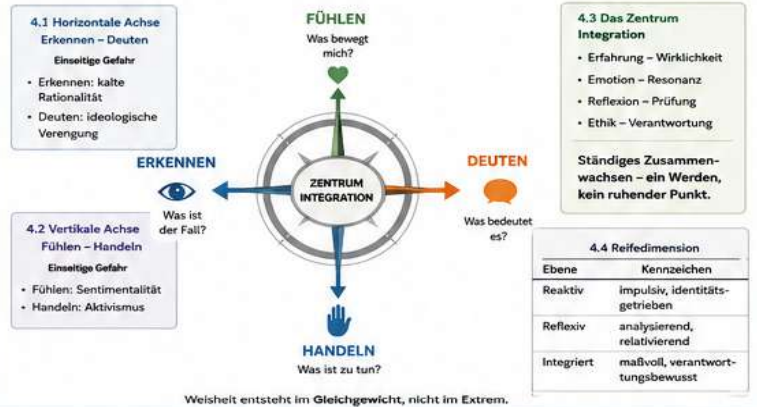 4.1 Horizontale Achse
Erkennen – Deuten
Einseitige Gefahr
• Erkennen: kalte
Rationalität
• Deuten: ideologische
Verengung
FÜHLEN
Was bewegt
mich?
4.3 Das Zentrum
Integration
• Erfahrung – Wirklichkeit
• Emotion – Resonanz
• Reflexion – Prüfung
• Ethik – Verantwortung
Ständiges Zusammen-
wachsen – ein Werden,
kein ruhender Punkt.
ERKENNEN
Was ist
der Fall?
ZENTRUM
INTEGRATION
DEUTEN
Was bedeutet
es?
4.2 Vertikale Achse
Fühlen – Handeln
Einseitige Gefahr
• Fühlen: Sentimentalität
• Handeln: Aktivismus
4.4 Reifedimension
Ebene Kennzeichen
Reaktiv impulsiv, identitäts-
getrieben
Reflexiv analysierend,
relativierend
Integriert maßvoll, verantwor-
tungsbewusst
HANDELN
Was ist zu tun?
Weisheit entsteht im Gleichgewicht, nicht im Extrem.